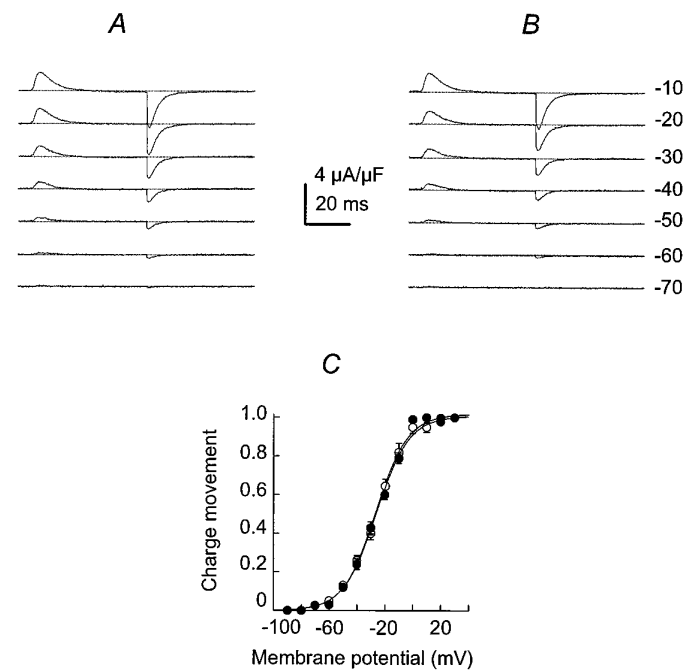 A
B
-10
-20
-30
4 µA/µF
-40
20 ms
-50
-60
-70
C
1.0
0.8
0.6
0.4
0.2
0
Charge movement
-100 -60 -20 20
Membrane potential (mV)